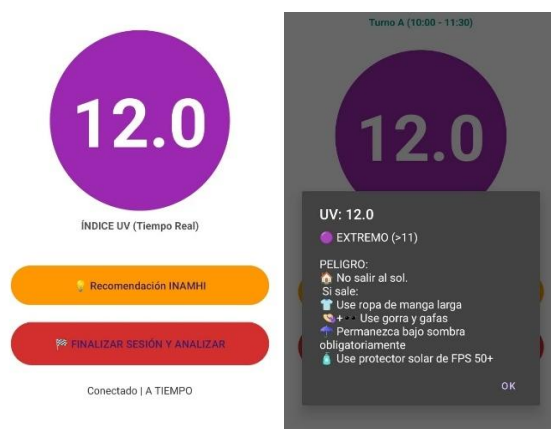 12.0
ÍNDICE UV (Tiempo Real)
💡 Recomendación INAMHI
🏁 FINALIZAR SESIÓN Y ANALIZAR
Conectado | A TIEMPO
Turno A (10:00 - 11:30)
12.0
UV: 12.0
🟣 EXTREMO (>11)
PELIGRO:
🏠 No salir al sol.
Si sale:
👕 Use ropa de manga larga
👒+🕶️ Use gorra y gafas
☂️ Permanezca bajo sombra
obligatoriamente
🧴 Use protector solar de FPS 50+
OK